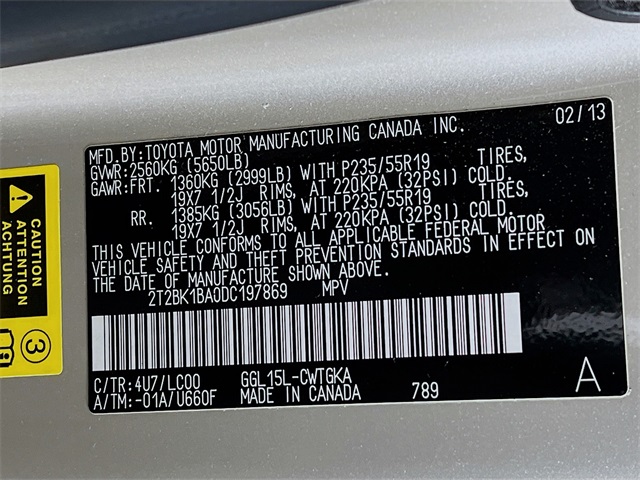 MFD.BY:TOYOTA MOTOR MANUFACTURING CANADA INC. 02/13
GVWR:2560KG (5650LB)
GAWR:FRT. 1360KG (2999LB) WITH P235/55R19 TIRES,
19X7 1/2J RIMS, AT 220KPA (32PSI) COLD.
RR. 1385KG (3056LB) WITH P235/55R19 TIRES,
19X7 1/2J RIMS, AT 220KPA (32PSI) COLD.
THIS VEHICLE CONFORMS TO ALL APPLICABLE FEDERAL MOTOR
VEHICLE SAFETY AND THEFT PREVENTION STANDARDS IN EFFECT ON
THE DATE OF MANUFACTURE SHOWN ABOVE.
2T2BK1BA0DC197869 MPV
C/TR:4U7/LC00 GGL15L-CWTGKA A
A/TM:-01A/U660F MADE IN CANADA 789
CAUTION
ATTENTION
ACHTUNG
3